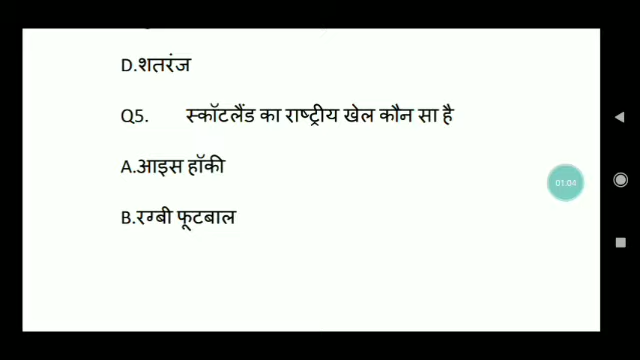 D.शतरंज
Q5. स्कॉटलैंड का राष्ट्रीय खेल कौन सा है
A.आइस हॉकी
B.रग्बी फूटबाल
01:04